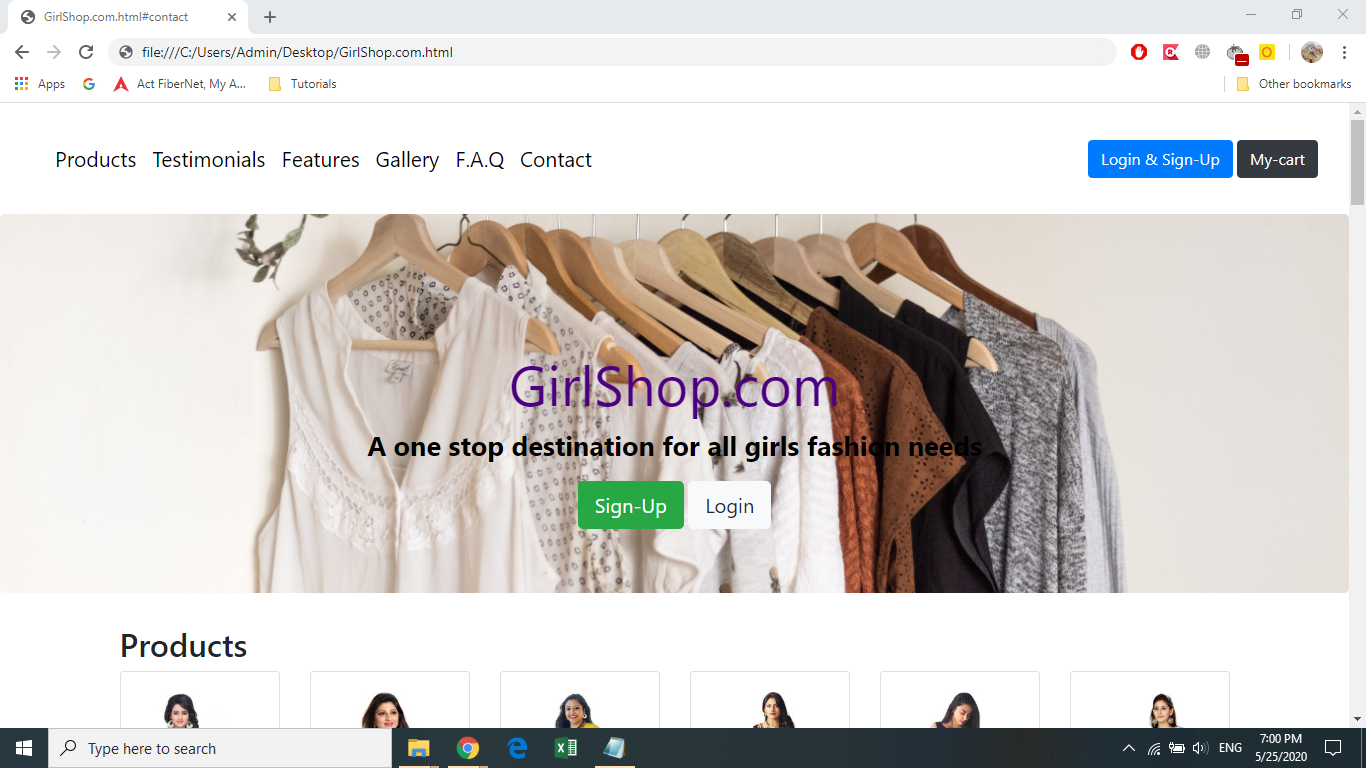 GirlShop.com.html#contact
file:///C:/Users/Admin/Desktop/GirlShop.com.html
Apps Act FiberNet, My A... Tutorials Other bookmarks
Products Testimonials Features Gallery F.A.Q Contact Login & Sign-Up My-cart
GirlShop.com
A one stop destination for all girls fashion needs
Sign-Up Login
Products
Type here to search
ENG
7:00 PM
5/25/2020